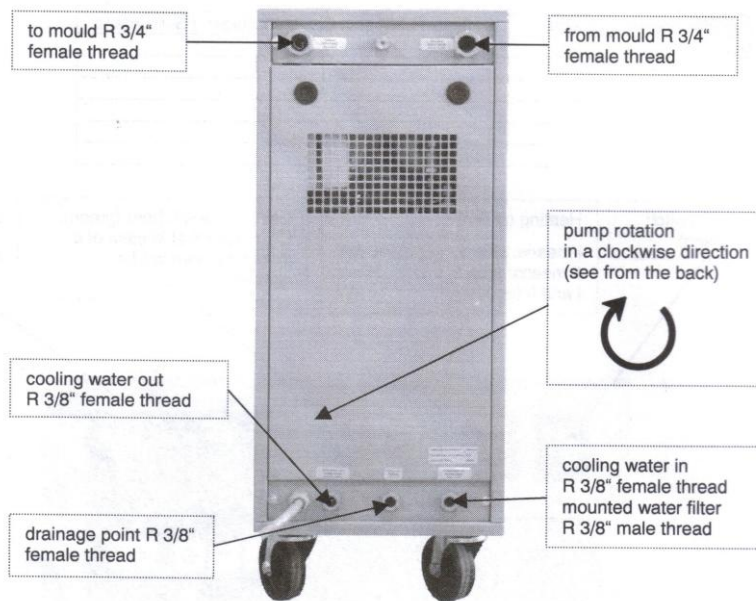 to mould R 3/4“
female thread
from mould R 3/4“
female thread
pump rotation
in a clockwise direction
(see from the back)
cooling water out
R 3/8“ female thread
cooling water in
R 3/8“ female thread
mounted water filter
R 3/8“ male thread
drainage point R 3/8“
female thread